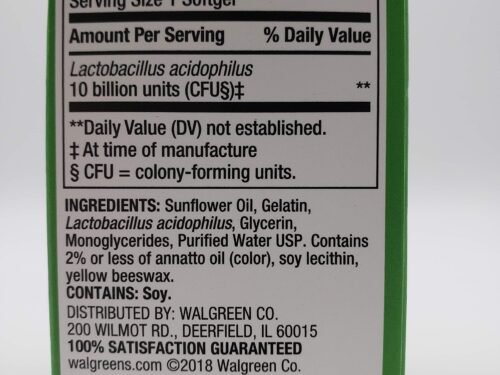 Serving Size 1 Softgel
Amount Per Serving % Daily Value
Lactobacillus acidophilus
10 billion units (CFU§)‡ **
**Daily Value (DV) not established.
‡ At time of manufacture
§ CFU = colony-forming units.
INGREDIENTS: Sunflower Oil, Gelatin,
Lactobacillus acidophilus, Glycerin,
Monoglycerides, Purified Water USP. Contains
2% or less of annatto oil (color), soy lecithin,
yellow beeswax.
CONTAINS: Soy.
DISTRIBUTED BY: WALGREEN CO.
200 WILMOT RD., DEERFIELD, IL 60015
100% SATISFACTION GUARANTEED
walgreens.com ©2018 Walgreen Co.